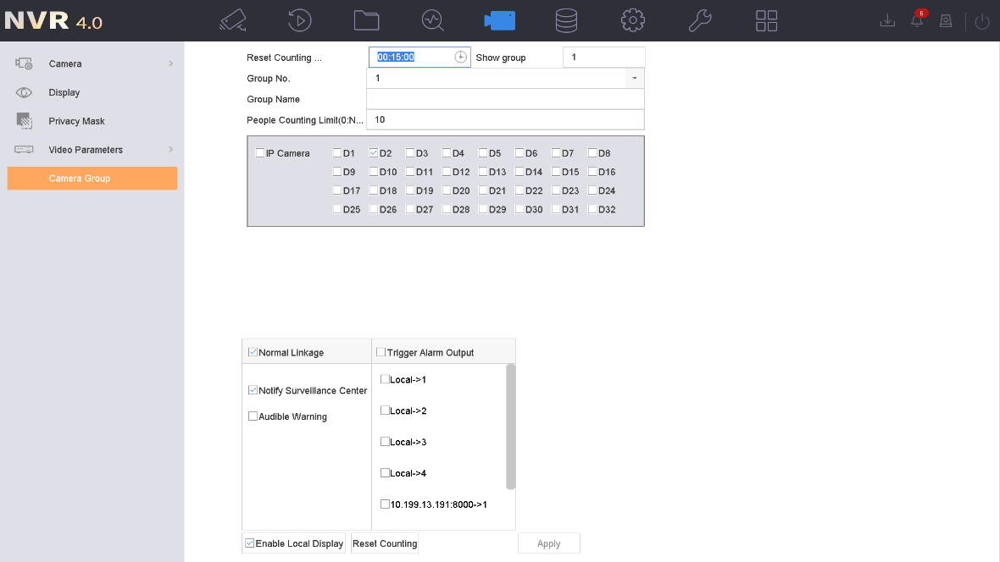 NVR 4.0
6
Camera
Display
Privacy Mask
Video Parameters
Camera Group
Reset Counting ... 00:15:00 Show group 1
Group No. 1
Group Name
People Counting Limit(0:N... 10
IP Camera D1 D2 D3 D4 D5 D6 D7 D8
D9 D10 D11 D12 D13 D14 D15 D16
D17 D18 D19 D20 D21 D22 D23 D24
D25 D26 D27 D28 D29 D30 D31 D32
Normal Linkage Trigger Alarm Output
Notify Surveillance Center
Audible Warning
Local->1
Local->2
Local->3
Local->4
10.199.13.191:8000->1
Enable Local Display Reset Counting Apply